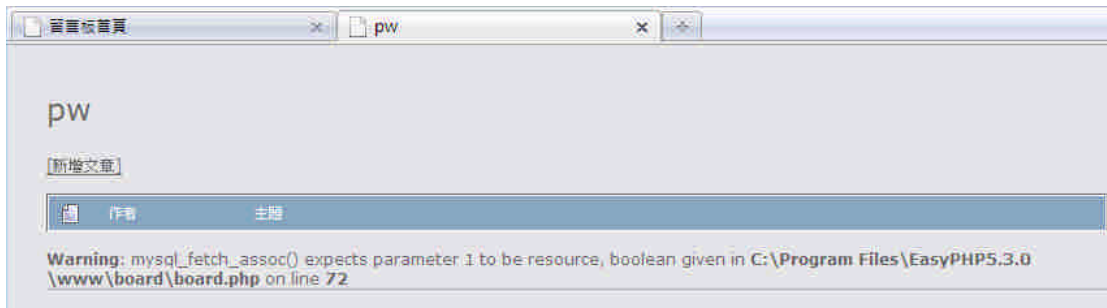 留言板首頁
pw
pw
[新增文章]
作者 主題
Warning: mysql_fetch_assoc() expects parameter 1 to be resource, boolean given in C:\Program Files\EasyPHP5.3.0
\www\board\board.php on line 72